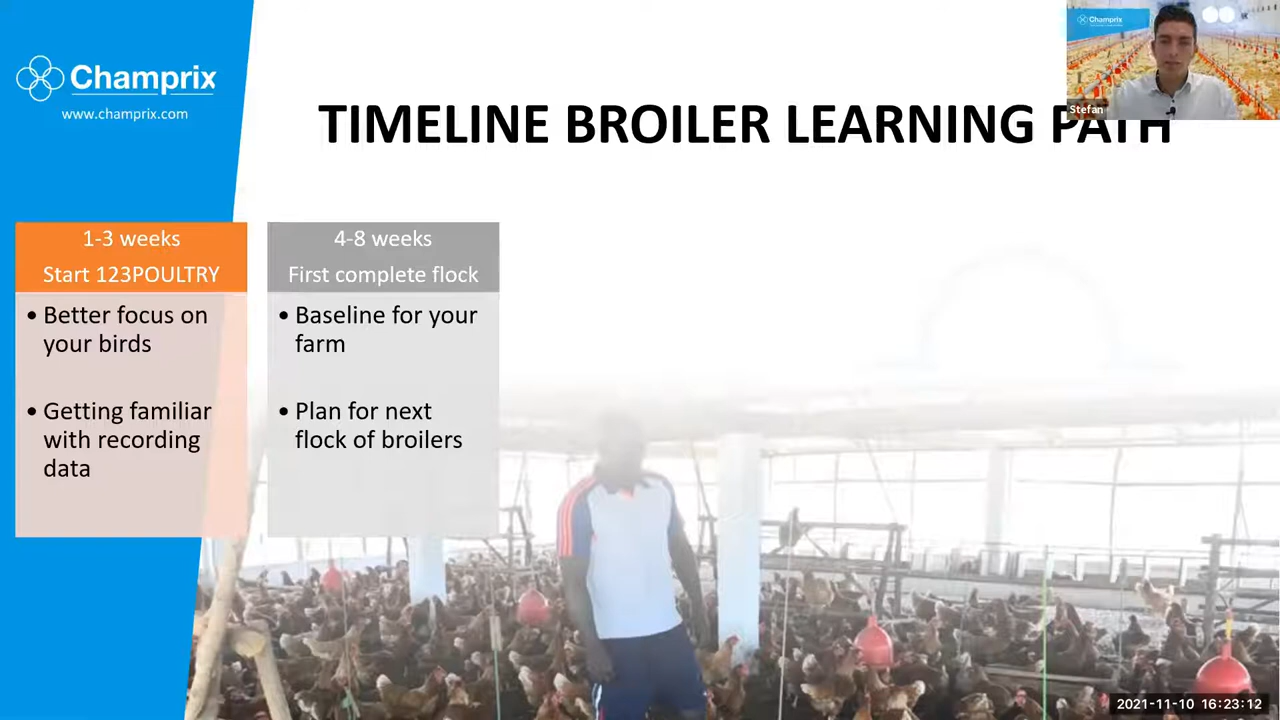 Champrix
www.champrix.com
Champrix
Stefan
TIMELINE BROILER LEARNING PATH
1-3 weeks
Start 123POULTRY
• Better focus on
your birds
• Getting familiar
with recording
data
4-8 weeks
First complete flock
• Baseline for your
farm
• Plan for next
flock of broilers
2021-11-10 16:23:12